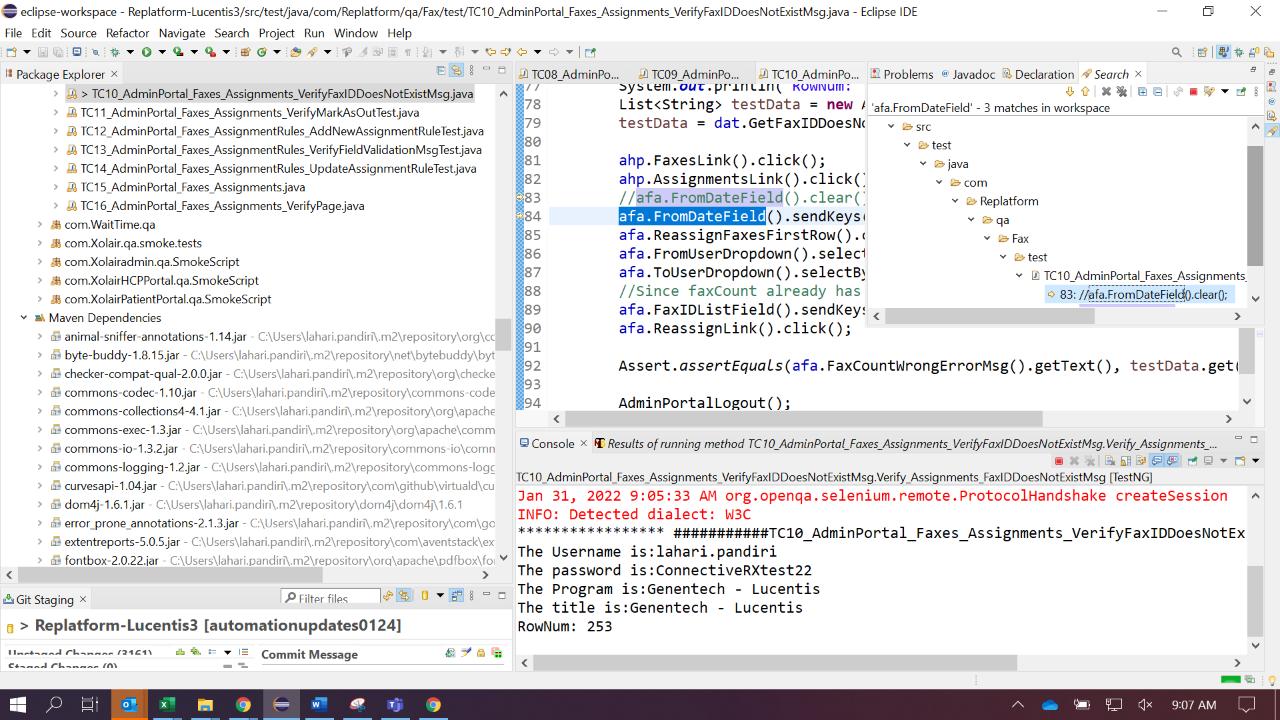 eclipse-workspace - Replatform-Lucentis3/src/test/java/com/Replatform/qa/Fax/test/TC10_AdminPortal_Faxes_Assignments_VerifyFaxIDDoesNotExistMsg.java - Eclipse IDE
File Edit Source Refactor Navigate Search Project Run Window Help
Package Explorer
> TC10_AdminPortal_Faxes_Assignments_VerifyFaxIDDoesNotExistMsg.java
TC11_AdminPortal_Faxes_Assignments_VerifyMarkAsOutTest.java
TC12_AdminPortal_Faxes_AssignmentRules_AddNewAssignmentRuleTest.java
TC13_AdminPortal_Faxes_AssignmentRules_VerifyFieldValidationMsgTest.java
TC14_AdminPortal_Faxes_AssignmentRules_UpdateAssignmentRuleTest.java
TC15_AdminPortal_Faxes_Assignments.java
TC16_AdminPortal_Faxes_Assignments_VerifyPage.java
com.WaitTime.qa
com.Xolair.qa.smoke.tests
com.Xolairadmin.qa.SmokeScript
com.XolairHCPPortal.qa.SmokeScript
com.XolairPatientPortal.qa.SmokeScript
Maven Dependencies
animal-sniffer-annotations-1.14.jar - C:\Users\lahari.pandiri\.m2\repository\org\co
byte-buddy-1.8.15.jar - C:\Users\lahari.pandiri\.m2\repository\net\bytebuddy\byt
checker-compat-qual-2.0.0.jar - C:\Users\lahari.pandiri\.m2\repository\org\checke
commons-codec-1.10.jar - C:\Users\lahari.pandiri\.m2\repository\commons-code
commons-collections4-4.1.jar - C:\Users\lahari.pandiri\.m2\repository\org\apache
commons-exec-1.3.jar - C:\Users\lahari.pandiri\.m2\repository\org\apache\comm
commons-io-1.3.2.jar - C:\Users\lahari.pandiri\.m2\repository\org\apache\commo
commons-logging-1.2.jar - C:\Users\lahari.pandiri\.m2\repository\commons-logg
curvesapi-1.04.jar - C:\Users\lahari.pandiri\.m2\repository\com\github\virtuald\cu
dom4j-1.6.1.jar - C:\Users\lahari.pandiri\.m2\repository\dom4j\dom4j\1.6.1
error_prone_annotations-2.1.3.jar - C:\Users\lahari.pandiri\.m2\repository\com\go
extentreports-5.0.5.jar - C:\Users\lahari.pandiri\.m2\repository\com\aventstack\ex
fontbox-2.0.22.jar - C:\Users\lahari.pandiri\.m2\repository\org\apache\pdfbox\for
Git Staging
Filter files
> Replatform-Lucentis3 [automationupdates0124]
Unstaged Changes (3161)
Staged Changes (0)
Commit Message
TC08_AdminPo... TC09_AdminPo... TC10_AdminPo...
77 System.out.println("RowNum:
78 List<String> testData = new A
79 testData = dat.GetFaxIDDoesNo
80
81 ahp.FaxesLink().click();
82 ahp.AssignmentsLink().click()
83 //afa.FromDateField().clear()
84 afa.FromDateField().sendKeys(
85 afa.ReassignFaxesFirstRow().c
86 afa.FromUserDropdown().select
87 afa.ToUserDropdown().selectBy
88 //Since faxCount already has
89 afa.FaxIDListField().sendKeys
90 afa.ReassignLink().click();
91
92 Assert.assertEquals(afa.FaxCountWrongErrorMsg().getText(), testData.get(
93
94 AdminPortalLogout();
Problems Javadoc Declaration Search
'afa.FromDateField' - 3 matches in workspace
src
test
java
com
Replatform
qa
Fax
test
TC10_AdminPortal_Faxes_Assignments_
83: //afa.FromDateField().clear();
Console Results of running method TC10_AdminPortal_Faxes_Assignments_VerifyFaxIDDoesNotExistMsg.Verify_Assignments_...
TC10_AdminPortal_Faxes_Assignments_VerifyFaxIDDoesNotExistMsg.Verify_Assignments_FaxIDDoesNotExistMsg [TestNG]
Jan 31, 2022 9:05:33 AM org.openqa.selenium.remote.ProtocolHandshake createSession
INFO: Detected dialect: W3C
***************** ###########TC10_AdminPortal_Faxes_Assignments_VerifyFaxIDDoesNotEx
The Username is:lahari.pandiri
The password is:ConnectiveRXtest22
The Program is:Genentech - Lucentis
The title is:Genentech - Lucentis
RowNum: 253
9:07 AM